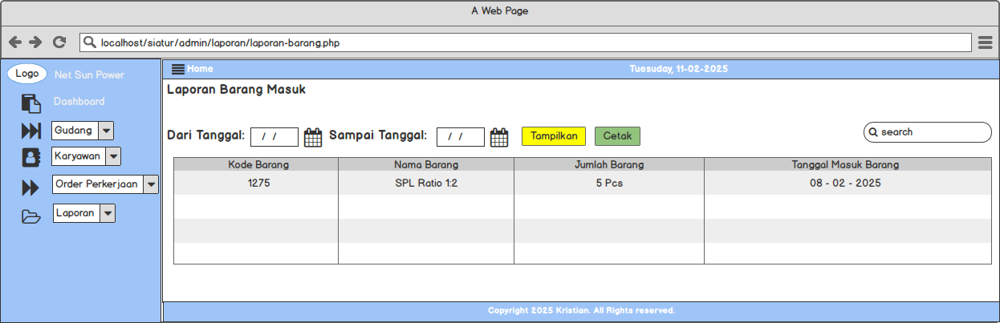 A Web Page
localhost/siatur/admin/laporan/laporan-barang.php
Logo Net Sun Power
Dashboard
Gudang
Karyawan
Order Perkerjaan
Laporan
Home Tuesuday, 11-02-2025
Laporan Barang Masuk
Dari Tanggal: / / Sampai Tanggal: / / Tampilkan Cetak search
Kode Barang Nama Barang Jumlah Barang Tanggal Masuk Barang
1275 SPL Ratio 1:2 5 Pcs 08 - 02 - 2025
Copyright 2025 Kristian. All Rights reserved.